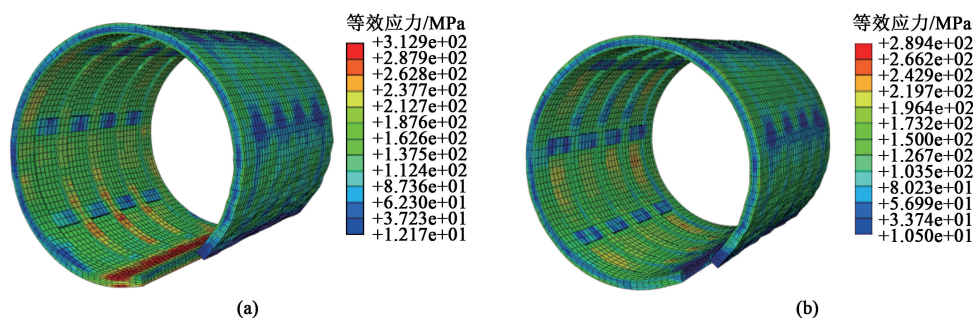 等效应力/MPa
+3.129e+02
+2.879e+02
+2.628e+02
+2.377e+02
+2.127e+02
+1.876e+02
+1.626e+02
+1.375e+02
+1.124e+02
+8.736e+01
+6.230e+01
+3.723e+01
+1.217e+01
(a)
等效应力/MPa
+2.894e+02
+2.662e+02
+2.429e+02
+2.197e+02
+1.964e+02
+1.732e+02
+1.500e+02
+1.267e+02
+1.035e+02
+8.023e+01
+5.699e+01
+3.374e+01
+1.050e+01
(b)